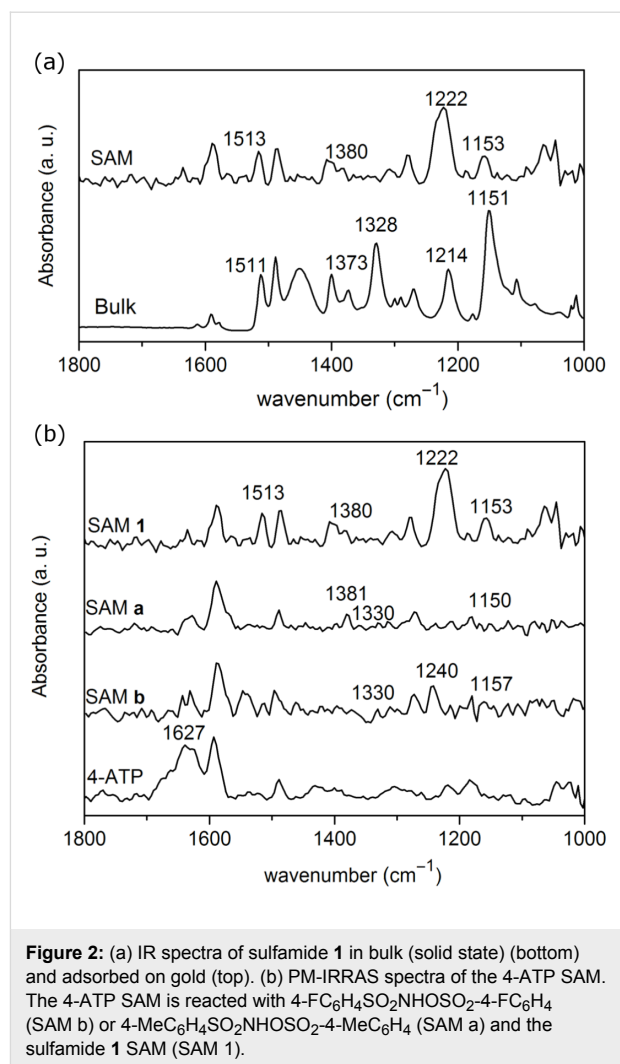 (a)
1222
1513
1380
1153
SAM
1151
1328
1511
1373
1214
Bulk
Absorbance (a. u.)
1800 1600 1400 1200 1000
wavenumber (cm⁻¹)
(b)
1222
1513
1380
1153
SAM 1
1381
1330
1150
SAM a
1330
1240
1157
SAM b
1627
4-ATP
Absorbance (a. u.)
1800 1600 1400 1200 1000
wavenumber (cm⁻¹)
Figure 2: (a) IR spectra of sulfamide 1 in bulk (solid state) (bottom)
and adsorbed on gold (top). (b) PM-IRRAS spectra of the 4-ATP SAM.
The 4-ATP SAM is reacted with 4-FC₆H₄SO₂NHOSO₂-4-FC₆H₄
(SAM b) or 4-MeC₆H₄SO₂NHOSO₂-4-MeC₆H₄ (SAM a) and the
sulfamide 1 SAM (SAM 1).